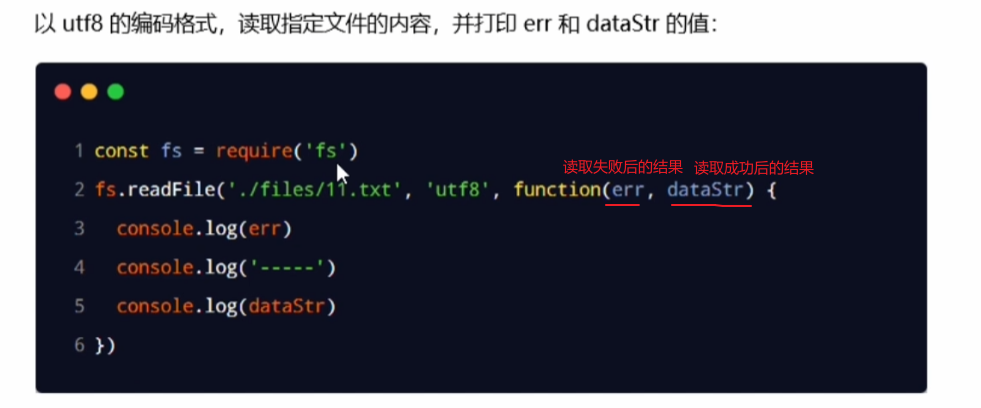 以 utf8 的编码格式，读取指定文件的内容，并打印 err 和 dataStr 的值：
1 const fs = require('fs')
读取失败后的结果 读取成功后的结果
2 fs.readFile('./files/11.txt', 'utf8', function(err, dataStr) {
3 console.log(err)
4 console.log('-----')
5 console.log(dataStr)
6 })